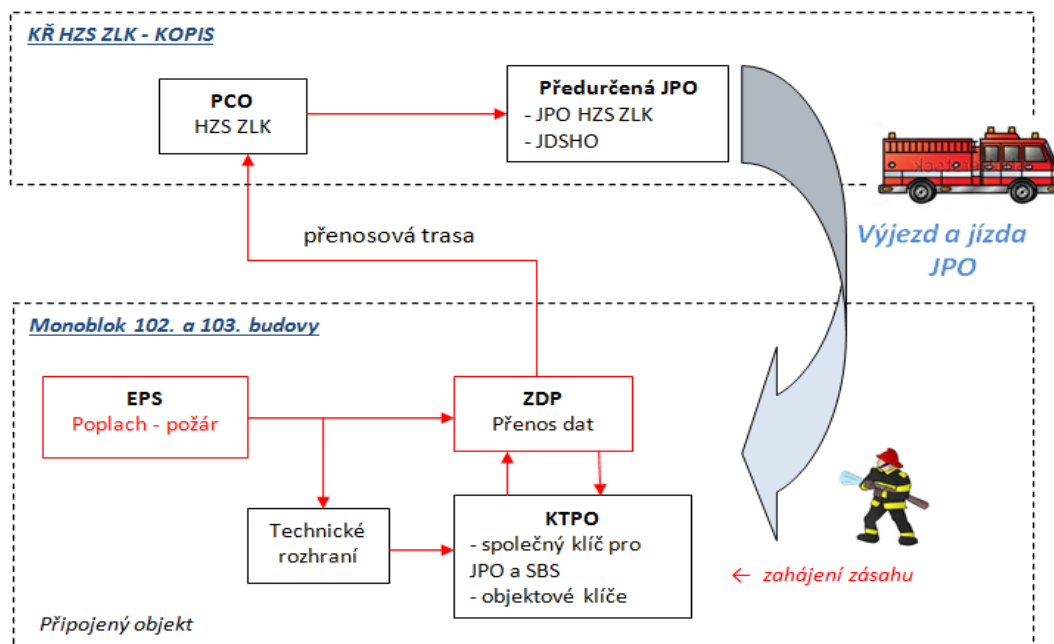 KŘ HZS ZLK - KOPIS
PCO
HZS ZLK
Předurčená JPO
- JPO HZS ZLK
- JDSHO
Výjezd a jízda
JPO
přenosová trasa
Monoblok 102. a 103. budovy
EPS
Poplach - požár
ZDP
Přenos dat
Technické
rozhraní
KTPO
- společný klíč pro
JPO a SBS
- objektové klíče
← zahájení zásahu
Připojený objekt